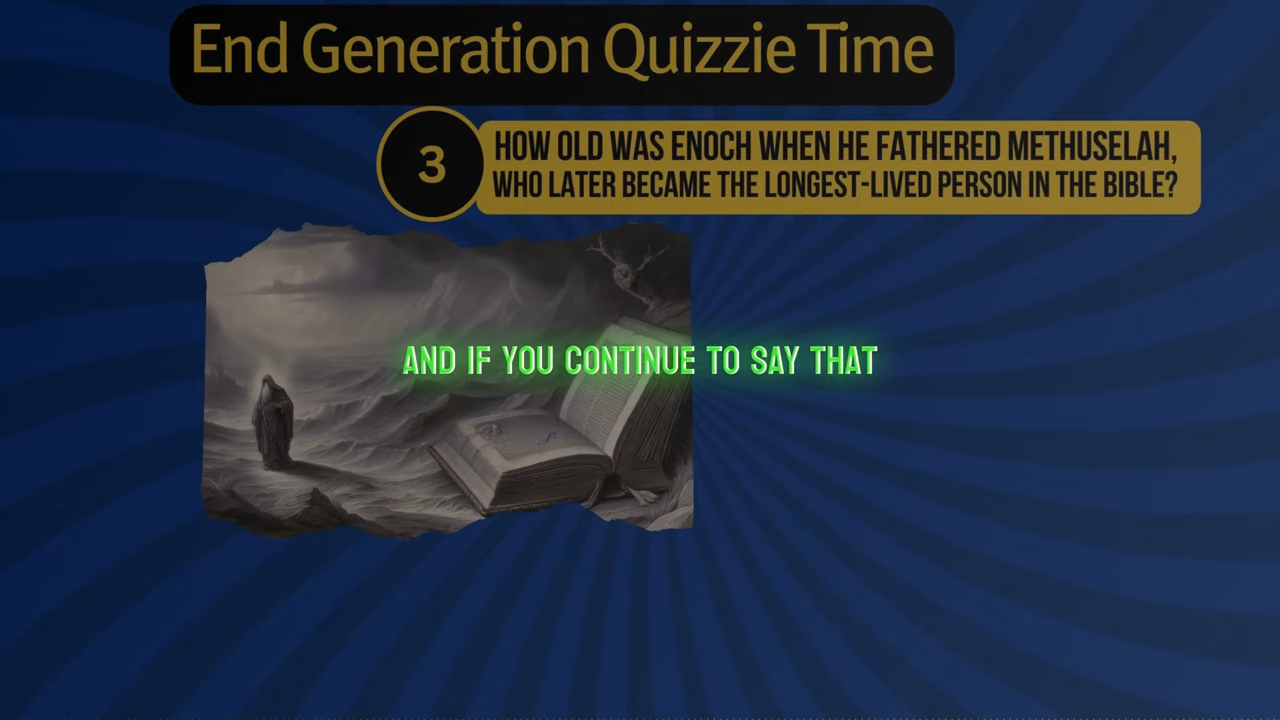 End Generation Quizzie Time
3
HOW OLD WAS ENOCH WHEN HE FATHERED METHUSELAH,
WHO LATER BECAME THE LONGEST-LIVED PERSON IN THE BIBLE?
AND IF YOU CONTINUE TO SAY THAT